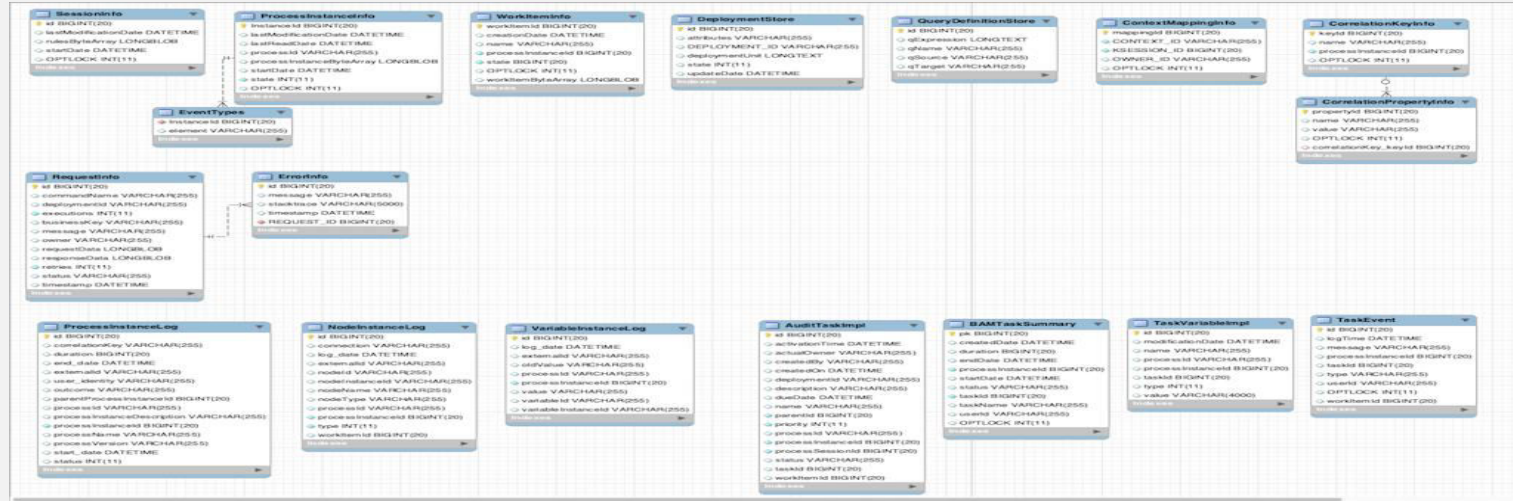 SessionInfo
id BIGINT(20)
lastModificationDate DATETIME
rulesByteArray LONGBLOB
startDate DATETIME
OPTLOCK INT(11)
Indexes
ProcessInstanceInfo
InstanceId BIGINT(20)
lastModificationDate DATETIME
lastReadDate DATETIME
processId VARCHAR(255)
processInstanceByteArray LONGBLOB
startDate DATETIME
state INT(11)
OPTLOCK INT(11)
Indexes
WorkItemInfo
workItemId BIGINT(20)
creationDate DATETIME
name VARCHAR(255)
processInstanceId BIGINT(20)
state BIGINT(20)
OPTLOCK INT(11)
workItemByteArray LONGBLOB
Indexes
DeploymentStore
id BIGINT(20)
attributes VARCHAR(255)
DEPLOYMENT_ID VARCHAR(255)
deploymentUnit LONGTEXT
state INT(11)
updateDate DATETIME
Indexes
QueryDefinitionStore
id BIGINT(20)
qExpression LONGTEXT
qName VARCHAR(255)
qSource VARCHAR(255)
qTarget VARCHAR(255)
Indexes
ContextMappingInfo
mappingId BIGINT(20)
CONTEXT_ID VARCHAR(255)
KSESSION_ID BIGINT(20)
OWNER_ID VARCHAR(255)
OPTLOCK INT(11)
Indexes
CorrelationKeyInfo
keyId BIGINT(20)
name VARCHAR(255)
processInstanceId BIGINT(20)
OPTLOCK INT(11)
Indexes
EventTypes
InstanceId BIGINT(20)
element VARCHAR(255)
Indexes
CorrelationPropertyInfo
propertyId BIGINT(20)
name VARCHAR(255)
value VARCHAR(255)
OPTLOCK INT(11)
correlationKey_keyId BIGINT(20)
Indexes
RequestInfo
id BIGINT(20)
commandName VARCHAR(255)
deploymentId VARCHAR(255)
executions INT(11)
businessKey VARCHAR(255)
message VARCHAR(255)
owner VARCHAR(255)
requestData LONGBLOB
responseData LONGBLOB
retries INT(11)
status VARCHAR(255)
timestamp DATETIME
Indexes
ErrorInfo
id BIGINT(20)
message VARCHAR(255)
stacktrace VARCHAR(5000)
timestamp DATETIME
REQUEST_ID BIGINT(20)
Indexes
ProcessInstanceLog
id BIGINT(20)
correlationKey VARCHAR(255)
duration BIGINT(20)
end_date DATETIME
externalId VARCHAR(255)
user_identity VARCHAR(255)
outcome VARCHAR(255)
parentProcessInstanceId BIGINT(20)
processId VARCHAR(255)
processInstanceDescription VARCHAR(255)
processInstanceId BIGINT(20)
processName VARCHAR(255)
processVersion VARCHAR(255)
start_date DATETIME
status INT(11)
Indexes
NodeInstanceLog
id BIGINT(20)
connection VARCHAR(255)
log_date DATETIME
externalId VARCHAR(255)
nodeId VARCHAR(255)
nodeInstanceId VARCHAR(255)
nodeName VARCHAR(255)
nodeType VARCHAR(255)
processId VARCHAR(255)
processInstanceId BIGINT(20)
type INT(11)
workItemId BIGINT(20)
Indexes
VariableInstanceLog
id BIGINT(20)
log_date DATETIME
externalId VARCHAR(255)
oldValue VARCHAR(255)
processId VARCHAR(255)
processInstanceId BIGINT(20)
value VARCHAR(255)
variableId VARCHAR(255)
variableInstanceId VARCHAR(255)
Indexes
AuditTaskImpl
id BIGINT(20)
activationTime DATETIME
actualOwner VARCHAR(255)
createdBy VARCHAR(255)
createdOn DATETIME
deploymentId VARCHAR(255)
description VARCHAR(255)
dueDate DATETIME
name VARCHAR(255)
parentId BIGINT(20)
priority INT(11)
processId VARCHAR(255)
processInstanceId BIGINT(20)
processSessionId BIGINT(20)
status VARCHAR(255)
taskId BIGINT(20)
workItemId BIGINT(20)
Indexes
BAMTaskSummary
pk BIGINT(20)
createdDate DATETIME
duration BIGINT(20)
endDate DATETIME
processInstanceId BIGINT(20)
startDate DATETIME
status VARCHAR(255)
taskId BIGINT(20)
taskName VARCHAR(255)
userId VARCHAR(255)
OPTLOCK INT(11)
Indexes
TaskVariableImpl
id BIGINT(20)
modificationDate DATETIME
name VARCHAR(255)
processId VARCHAR(255)
processInstanceId BIGINT(20)
taskId BIGINT(20)
type INT(11)
value VARCHAR(4000)
Indexes
TaskEvent
id BIGINT(20)
logTime DATETIME
message VARCHAR(255)
processInstanceId BIGINT(20)
taskId BIGINT(20)
type VARCHAR(255)
userId VARCHAR(255)
OPTLOCK INT(11)
workItemId BIGINT(20)
Indexes